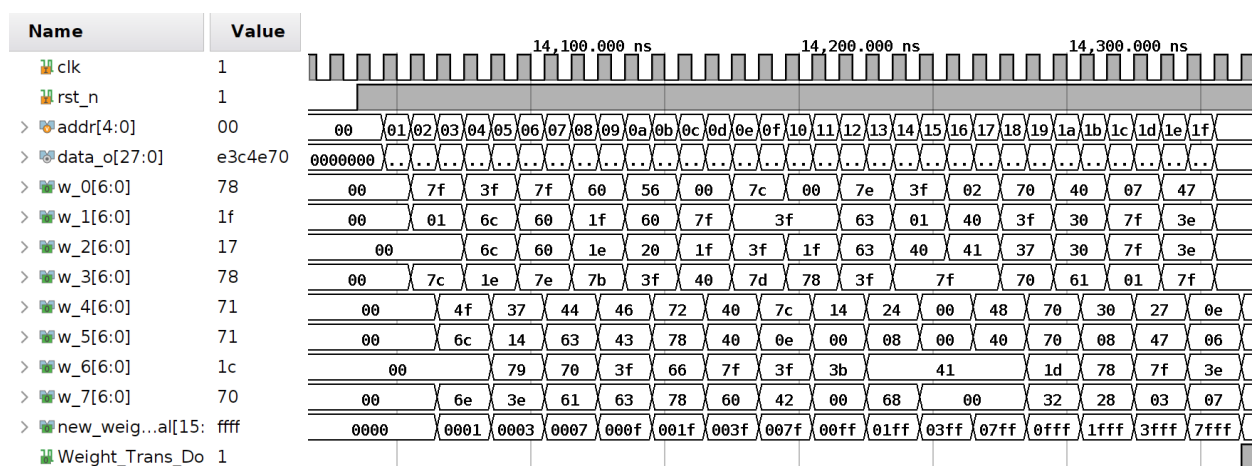 Name Value
14,100.000 ns 14,200.000 ns 14,300.000 ns
clk 1
rst_n 1
addr[4:0] 00 00 01 02 03 04 05 06 07 08 09 0a 0b 0c 0d 0e 0f 10 11 12 13 14 15 16 17 18 19 1a 1b 1c 1d 1e 1f
data_o[27:0] e3c4e70 0000000 .. .. .. .. .. .. .. .. .. .. .. .. .. .. .. .. .. .. .. .. .. .. .. .. .. .. .. .. .. .. ..
w_0[6:0] 78 00 7f 3f 7f 60 56 00 7c 00 7e 3f 02 70 40 07 47
w_1[6:0] 1f 00 01 6c 60 1f 60 7f 3f 63 01 40 3f 30 7f 3e
w_2[6:0] 17 00 6c 60 1e 20 1f 3f 1f 63 40 41 37 30 7f 3e
w_3[6:0] 78 00 7c 1e 7e 7b 3f 40 7d 78 3f 7f 70 61 01 7f
w_4[6:0] 71 00 4f 37 44 46 72 40 7c 14 24 00 48 70 30 27 0e
w_5[6:0] 71 00 6c 14 63 43 78 40 0e 00 08 00 40 70 08 47 06
w_6[6:0] 1c 00 79 70 3f 66 7f 3f 3b 41 1d 78 7f 3e
w_7[6:0] 70 00 6e 3e 61 63 78 60 42 00 68 00 32 28 03 07
new_weig...al[15: ffff 0000 0001 0003 0007 000f 001f 003f 007f 00ff 01ff 03ff 07ff 0fff 1fff 3fff 7fff
Weight_Trans_Do 1